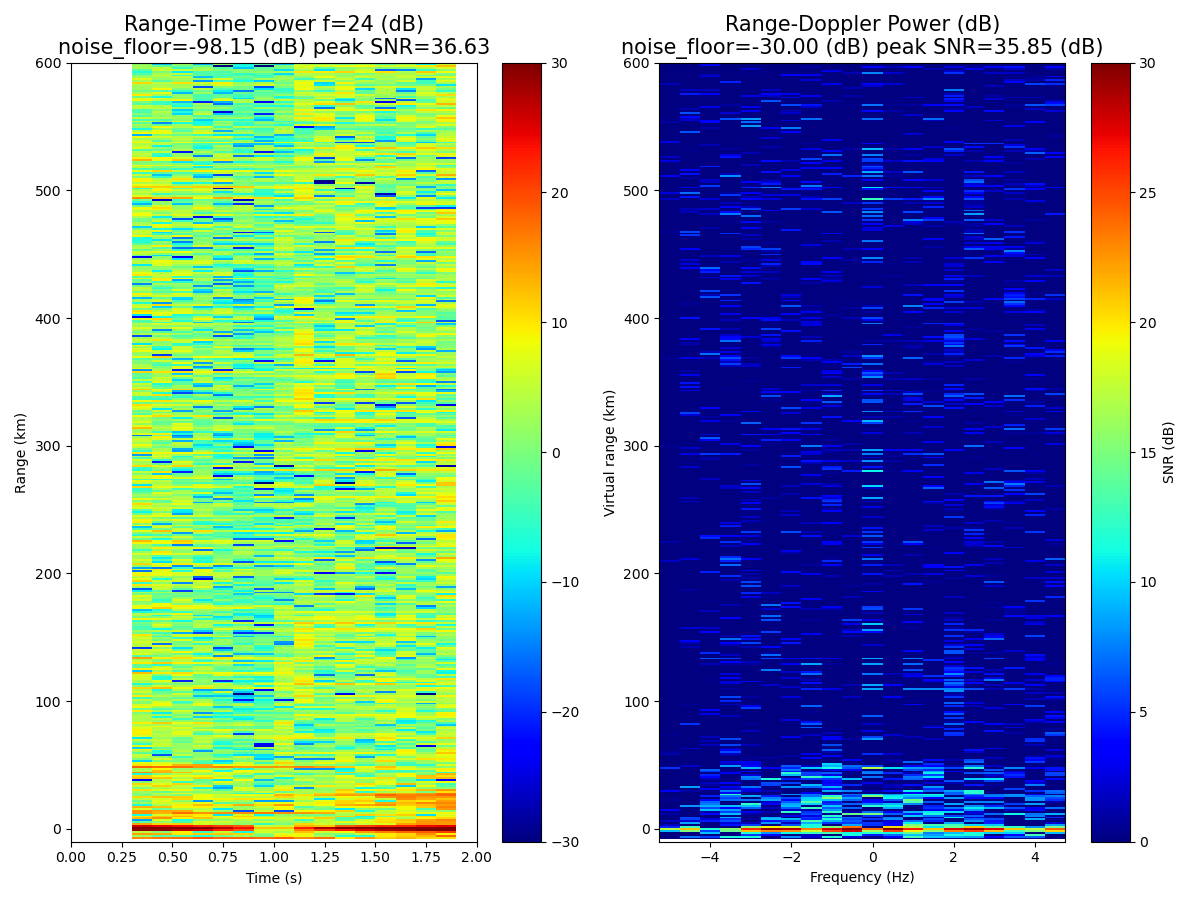 Range-Time Power f=24 (dB)
noise_floor=-98.15 (dB) peak SNR=36.63
600
500
400
300
200
100
0
Range (km)
0.00 0.25 0.50 0.75 1.00 1.25 1.50 1.75 2.00
Time (s)
30
20
10
0
−10
−20
−30
Range-Doppler Power (dB)
noise_floor=-30.00 (dB) peak SNR=35.85 (dB)
600
500
400
300
200
100
0
Virtual range (km)
−4 −2 0 2 4
Frequency (Hz)
30
25
20
15
10
5
0
SNR (dB)